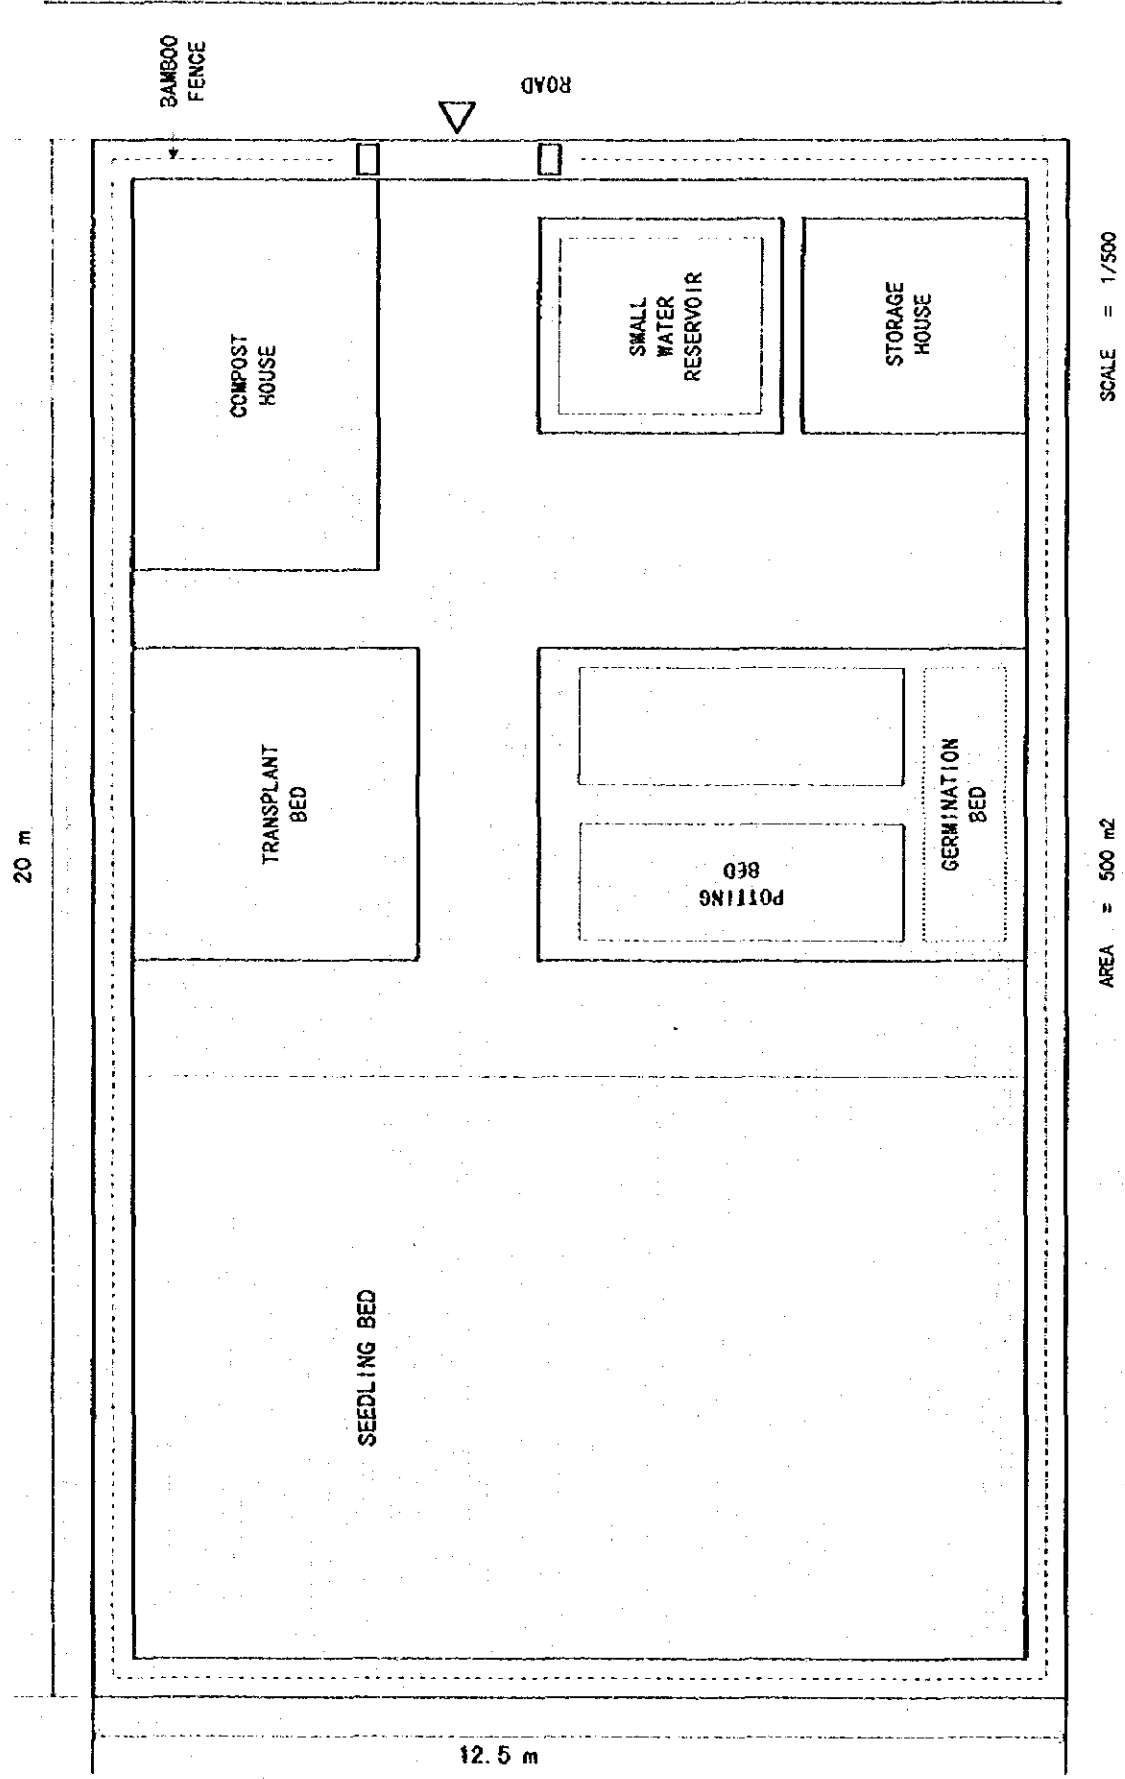 BAMBOO
FENCE
ROAD
COMPOST
HOUSE
SMALL
WATER
RESERVOIR
STORAGE
HOUSE
SCALE = 1/500
20 m
TRANSPLANT
BED
POTTING
BED
GERMINATION
BED
AREA = 500 m2
SEEDLING BED
12.5 m